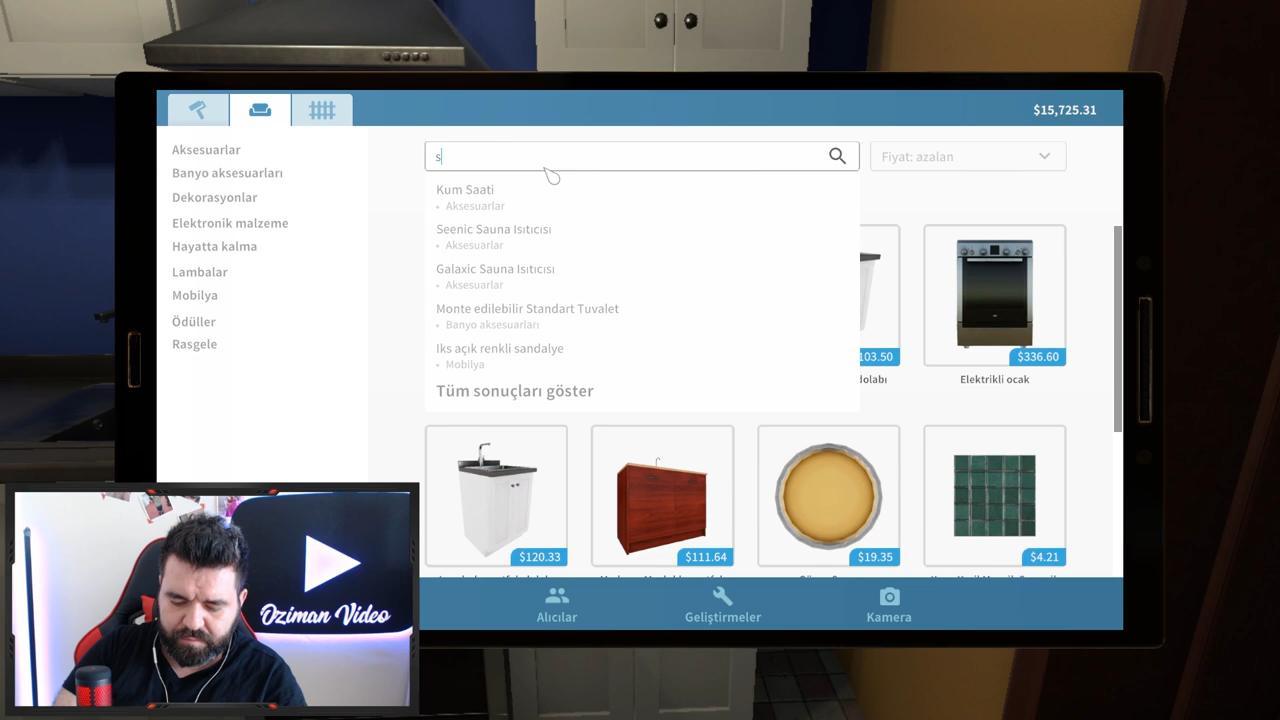 $15,725.31
Aksesuarlar
Banyo aksesuarları
Dekorasyonlar
Elektronik malzeme
Hayatta kalma
Lambalar
Mobilya
Ödüller
Rasgele
s
Fiyat: azalan
Kum Saati
• Aksesuarlar
Seenic Sauna Isıtıcısı
• Aksesuarlar
Galaxic Sauna Isıtıcısı
• Aksesuarlar
Monte edilebilir Standart Tuvalet
• Banyo aksesuarları
Iks açık renkli sandalye
• Mobilya
Tüm sonuçları göster
103.50
$336.60
Elektrikli ocak
$120.33
$111.64
$19.35
$4.21
Alıcılar
Geliştirmeler
Kamera
Oziman Video